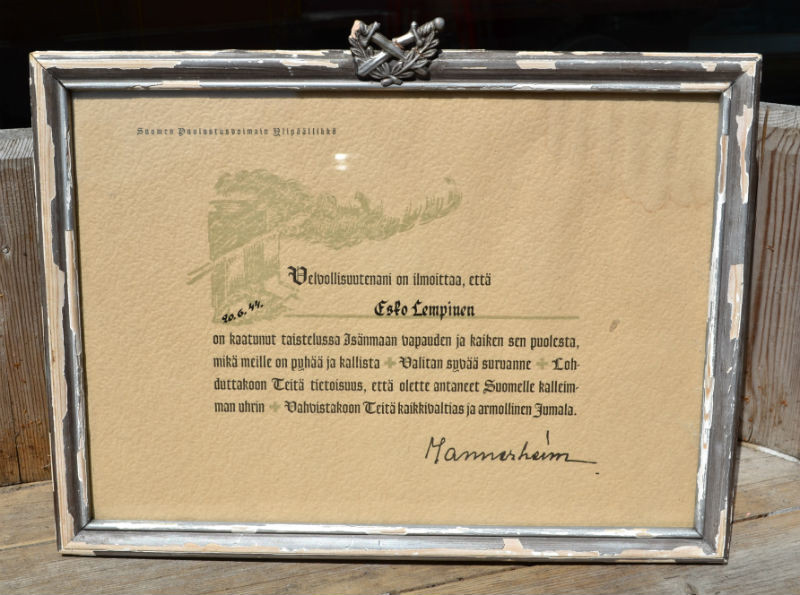 Suomen Puolustusvoimain Ylipäällikkö
Velvollisuutenani on ilmoittaa, että
Esko Lempinen
20.6.44.
on kaatunut taistelussa Isänmaan vapauden ja kaiken sen puolesta,
mikä meille on pyhää ja kallista + Valitan syvää suruanne + Loh-
duttakoon Teitä tietoisuus, että olette antaneet Suomelle kalleim-
man uhrin + Vahvistakoon Teitä kaikkivaltias ja armollinen Jumala.
Mannerheim